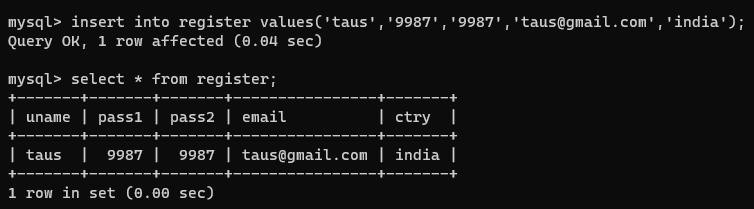 mysql> insert into register values('taus','9987','9987','taus@gmail.com','india');
Query OK, 1 row affected (0.04 sec)
mysql> select * from register;
+-------+-------+-------+----------------+-------+
| uname | pass1 | pass2 | email          | ctry  |
+-------+-------+-------+----------------+-------+
| taus  |  9987 |  9987 | taus@gmail.com | india |
+-------+-------+-------+----------------+-------+
1 row in set (0.00 sec)